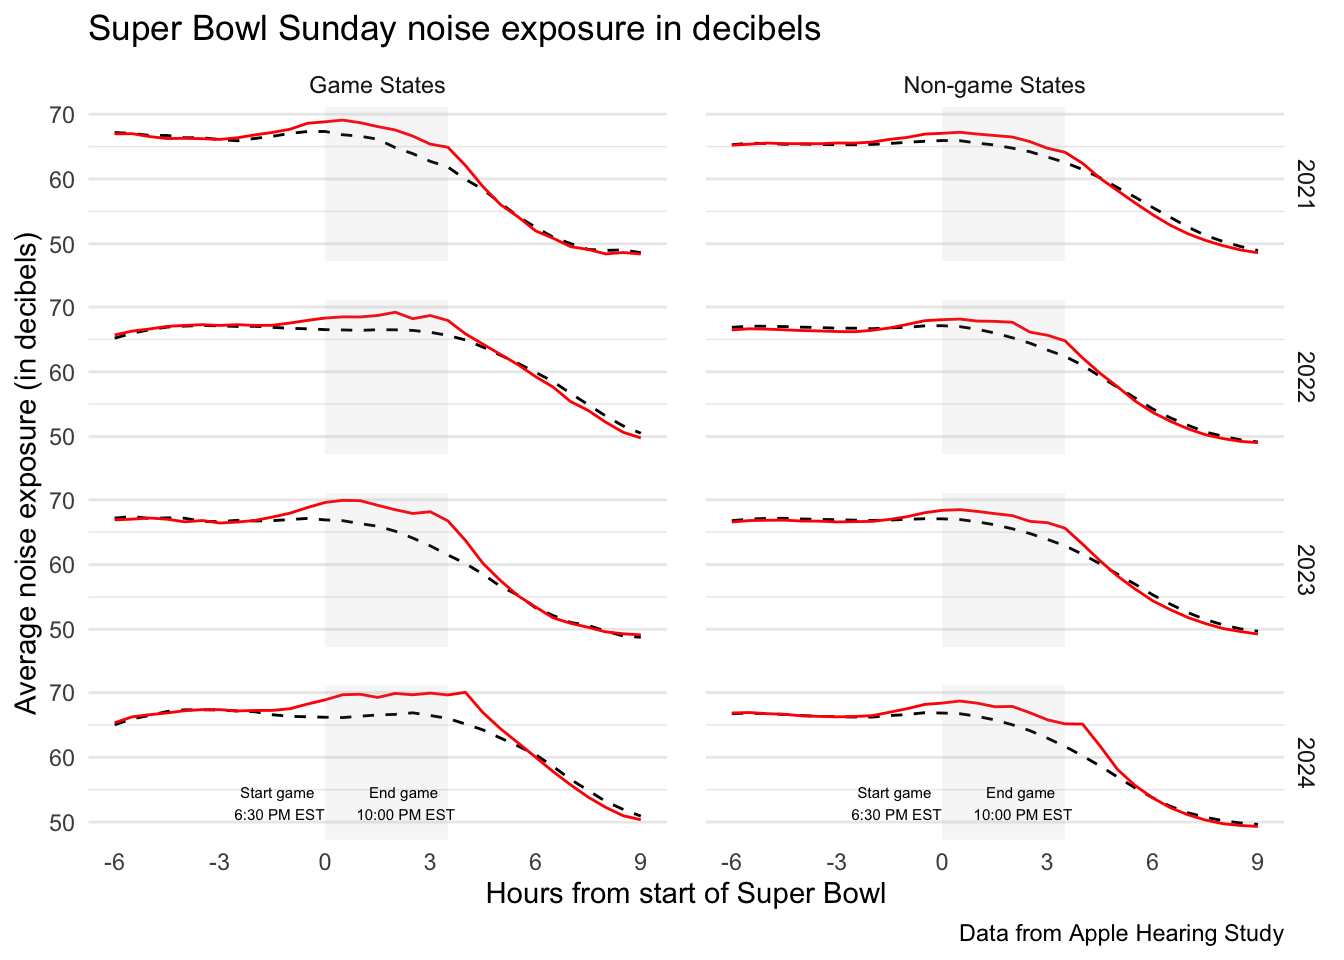 Super Bowl Sunday noise exposure in decibels
Game States
Non-game States
Average noise exposure (in decibels)
70
60
50
2021
70
60
50
2022
70
60
50
2023
70
60
50
2024
Start game
6:30 PM EST
End game
10:00 PM EST
Start game
6:30 PM EST
End game
10:00 PM EST
-6 -3 0 3 6 9
-6 -3 0 3 6 9
Hours from start of Super Bowl
Data from Apple Hearing Study